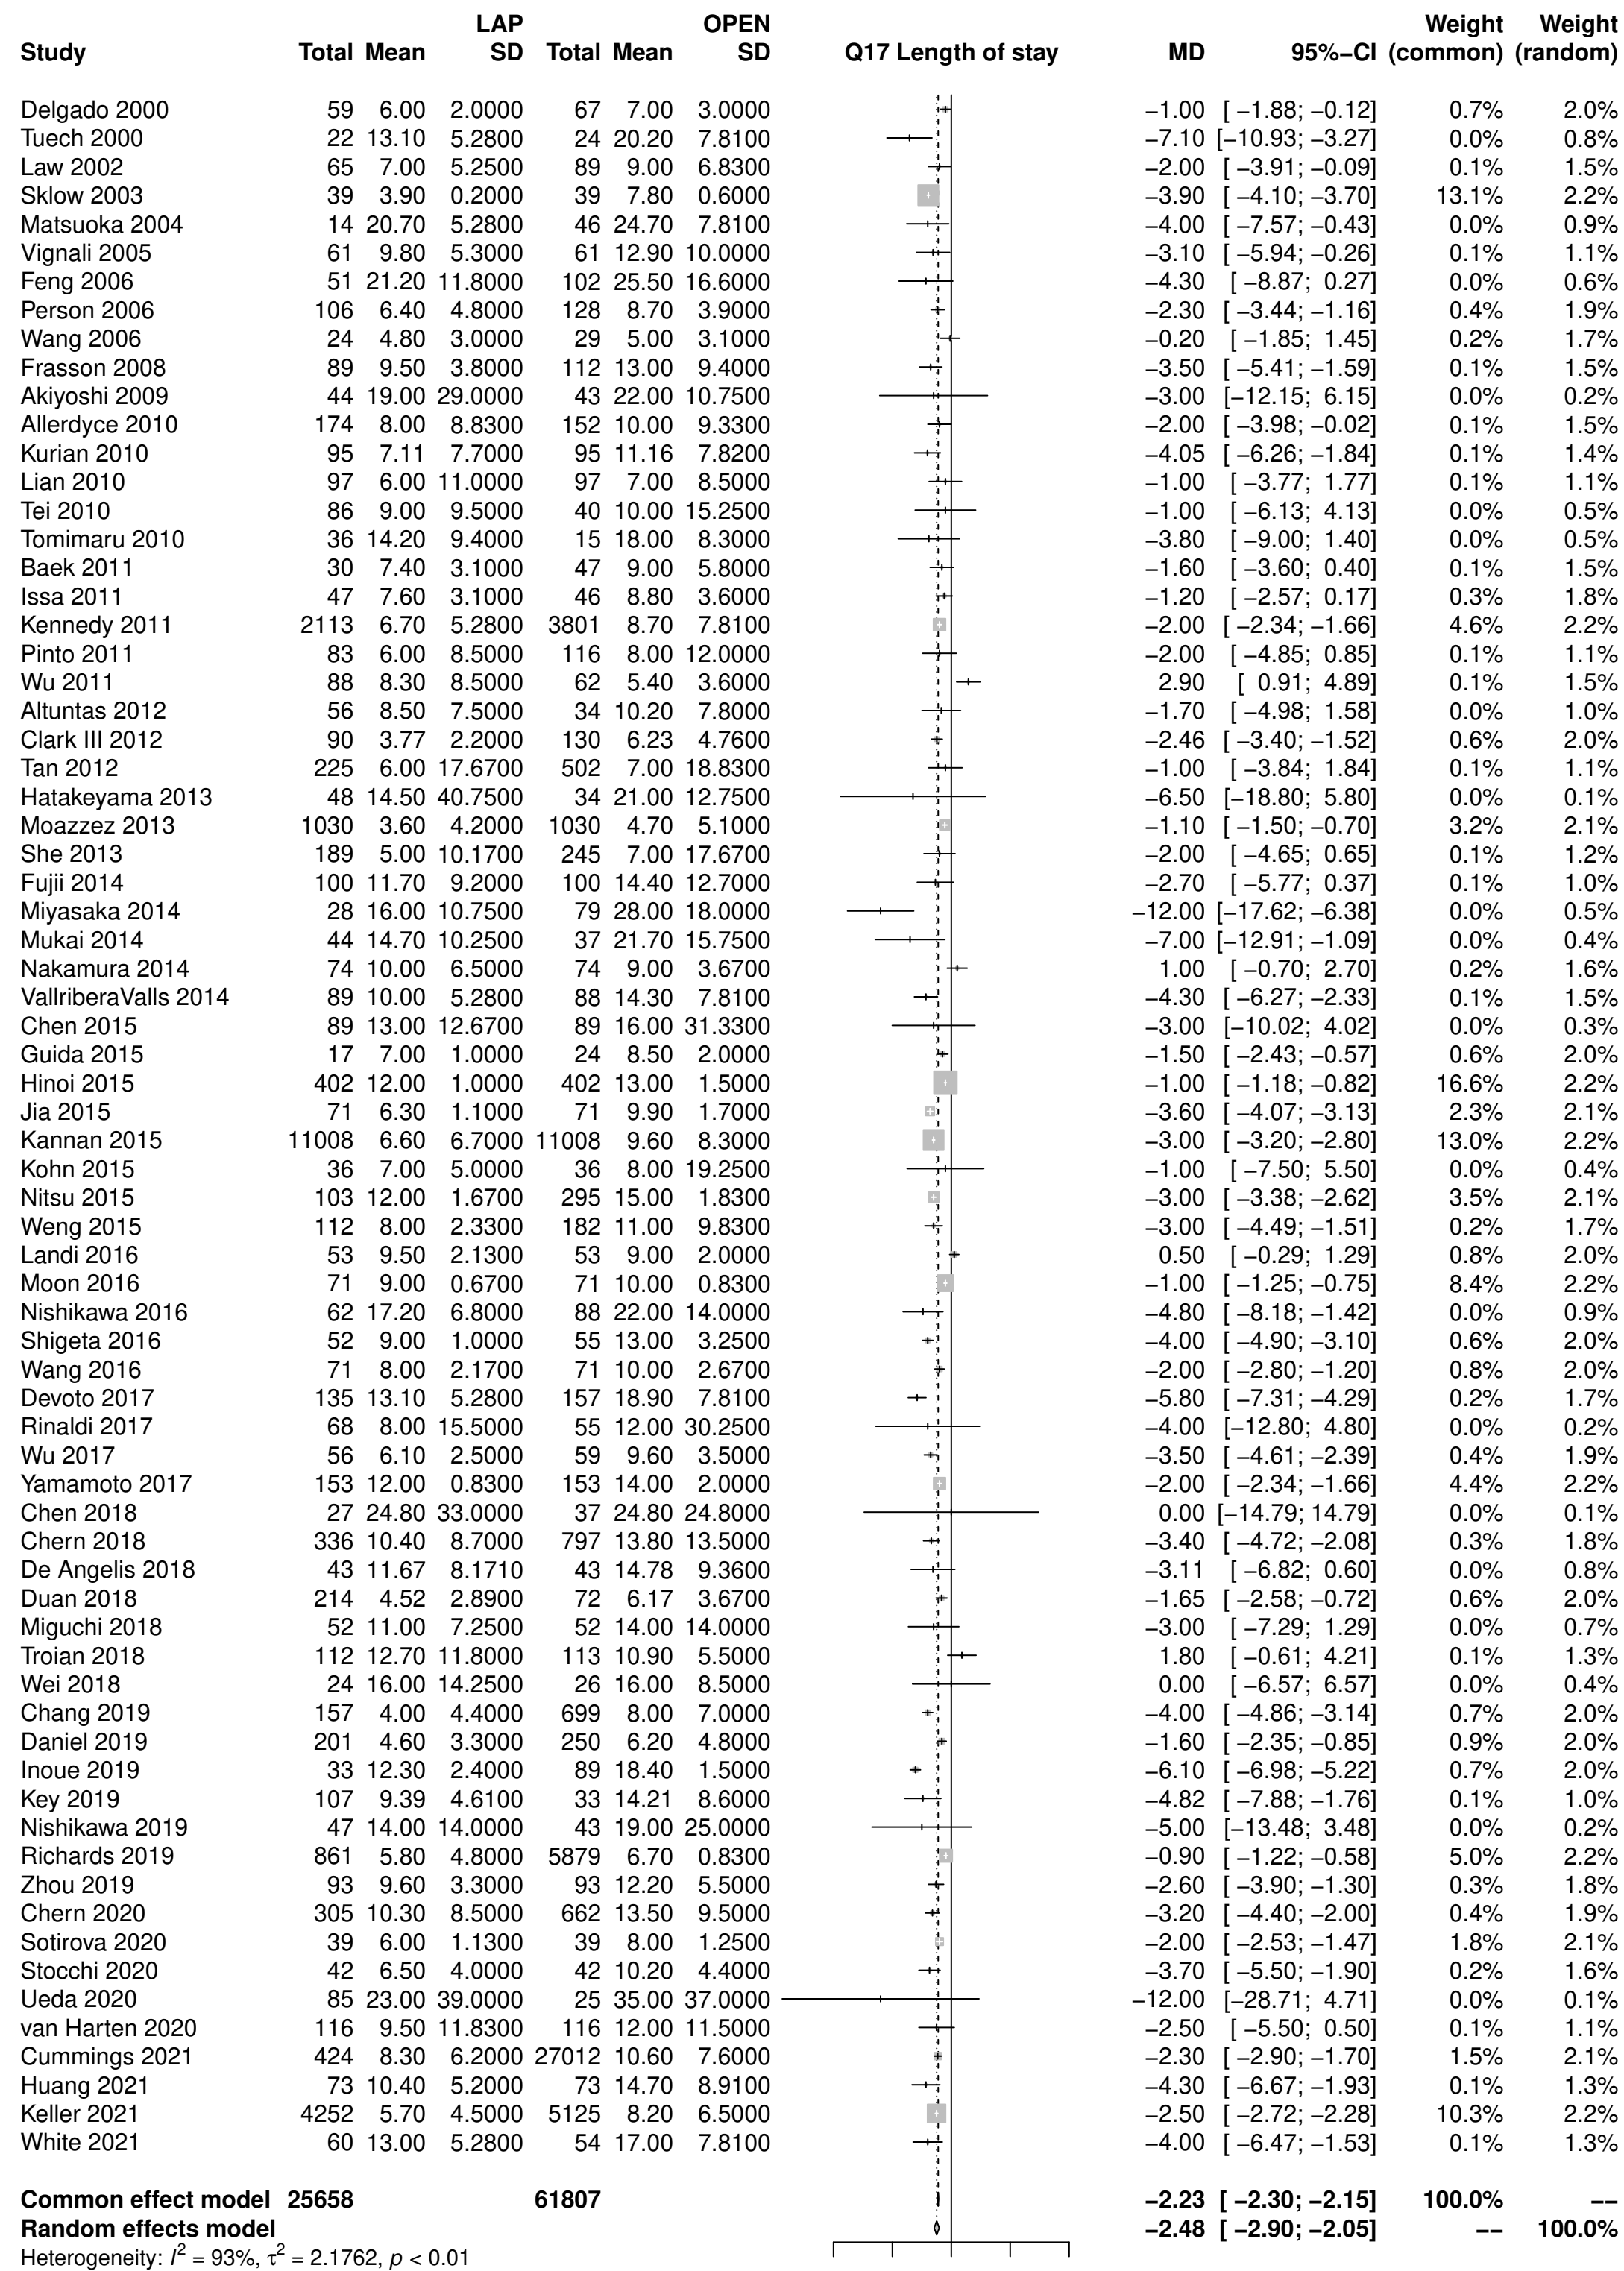 LAP OPEN Weight Weight
Study Total Mean SD Total Mean SD Q17 Length of stay MD 95%−CI (common) (random)
Delgado 2000 59 6.00 2.0000 67 7.00 3.0000 −1.00 [ −1.88; −0.12] 0.7% 2.0%
Tuech 2000 22 13.10 5.2800 24 20.20 7.8100 −7.10 [−10.93; −3.27] 0.0% 0.8%
Law 2002 65 7.00 5.2500 89 9.00 6.8300 −2.00 [ −3.91; −0.09] 0.1% 1.5%
Sklow 2003 39 3.90 0.2000 39 7.80 0.6000 −3.90 [ −4.10; −3.70] 13.1% 2.2%
Matsuoka 2004 14 20.70 5.2800 46 24.70 7.8100 −4.00 [ −7.57; −0.43] 0.0% 0.9%
Vignali 2005 61 9.80 5.3000 61 12.90 10.0000 −3.10 [ −5.94; −0.26] 0.1% 1.1%
Feng 2006 51 21.20 11.8000 102 25.50 16.6000 −4.30 [ −8.87; 0.27] 0.0% 0.6%
Person 2006 106 6.40 4.8000 128 8.70 3.9000 −2.30 [ −3.44; −1.16] 0.4% 1.9%
Wang 2006 24 4.80 3.0000 29 5.00 3.1000 −0.20 [ −1.85; 1.45] 0.2% 1.7%
Frasson 2008 89 9.50 3.8000 112 13.00 9.4000 −3.50 [ −5.41; −1.59] 0.1% 1.5%
Akiyoshi 2009 44 19.00 29.0000 43 22.00 10.7500 −3.00 [−12.15; 6.15] 0.0% 0.2%
Allerdyce 2010 174 8.00 8.8300 152 10.00 9.3300 −2.00 [ −3.98; −0.02] 0.1% 1.5%
Kurian 2010 95 7.11 7.7000 95 11.16 7.8200 −4.05 [ −6.26; −1.84] 0.1% 1.4%
Lian 2010 97 6.00 11.0000 97 7.00 8.5000 −1.00 [ −3.77; 1.77] 0.1% 1.1%
Tei 2010 86 9.00 9.5000 40 10.00 15.2500 −1.00 [ −6.13; 4.13] 0.0% 0.5%
Tomimaru 2010 36 14.20 9.4000 15 18.00 8.3000 −3.80 [ −9.00; 1.40] 0.0% 0.5%
Baek 2011 30 7.40 3.1000 47 9.00 5.8000 −1.60 [ −3.60; 0.40] 0.1% 1.5%
Issa 2011 47 7.60 3.1000 46 8.80 3.6000 −1.20 [ −2.57; 0.17] 0.3% 1.8%
Kennedy 2011 2113 6.70 5.2800 3801 8.70 7.8100 −2.00 [ −2.34; −1.66] 4.6% 2.2%
Pinto 2011 83 6.00 8.5000 116 8.00 12.0000 −2.00 [ −4.85; 0.85] 0.1% 1.1%
Wu 2011 88 8.30 8.5000 62 5.40 3.6000 2.90 [ 0.91; 4.89] 0.1% 1.5%
Altuntas 2012 56 8.50 7.5000 34 10.20 7.8000 −1.70 [ −4.98; 1.58] 0.0% 1.0%
Clark III 2012 90 3.77 2.2000 130 6.23 4.7600 −2.46 [ −3.40; −1.52] 0.6% 2.0%
Tan 2012 225 6.00 17.6700 502 7.00 18.8300 −1.00 [ −3.84; 1.84] 0.1% 1.1%
Hatakeyama 2013 48 14.50 40.7500 34 21.00 12.7500 −6.50 [−18.80; 5.80] 0.0% 0.1%
Moazzez 2013 1030 3.60 4.2000 1030 4.70 5.1000 −1.10 [ −1.50; −0.70] 3.2% 2.1%
She 2013 189 5.00 10.1700 245 7.00 17.6700 −2.00 [ −4.65; 0.65] 0.1% 1.2%
Fujii 2014 100 11.70 9.2000 100 14.40 12.7000 −2.70 [ −5.77; 0.37] 0.1% 1.0%
Miyasaka 2014 28 16.00 10.7500 79 28.00 18.0000 −12.00 [−17.62; −6.38] 0.0% 0.5%
Mukai 2014 44 14.70 10.2500 37 21.70 15.7500 −7.00 [−12.91; −1.09] 0.0% 0.4%
Nakamura 2014 74 10.00 6.5000 74 9.00 3.6700 1.00 [ −0.70; 2.70] 0.2% 1.6%
VallriberaValls 2014 89 10.00 5.2800 88 14.30 7.8100 −4.30 [ −6.27; −2.33] 0.1% 1.5%
Chen 2015 89 13.00 12.6700 89 16.00 31.3300 −3.00 [−10.02; 4.02] 0.0% 0.3%
Guida 2015 17 7.00 1.0000 24 8.50 2.0000 −1.50 [ −2.43; −0.57] 0.6% 2.0%
Hinoi 2015 402 12.00 1.0000 402 13.00 1.5000 −1.00 [ −1.18; −0.82] 16.6% 2.2%
Jia 2015 71 6.30 1.1000 71 9.90 1.7000 −3.60 [ −4.07; −3.13] 2.3% 2.1%
Kannan 2015 11008 6.60 6.7000 11008 9.60 8.3000 −3.00 [ −3.20; −2.80] 13.0% 2.2%
Kohn 2015 36 7.00 5.0000 36 8.00 19.2500 −1.00 [ −7.50; 5.50] 0.0% 0.4%
Nitsu 2015 103 12.00 1.6700 295 15.00 1.8300 −3.00 [ −3.38; −2.62] 3.5% 2.1%
Weng 2015 112 8.00 2.3300 182 11.00 9.8300 −3.00 [ −4.49; −1.51] 0.2% 1.7%
Landi 2016 53 9.50 2.1300 53 9.00 2.0000 0.50 [ −0.29; 1.29] 0.8% 2.0%
Moon 2016 71 9.00 0.6700 71 10.00 0.8300 −1.00 [ −1.25; −0.75] 8.4% 2.2%
Nishikawa 2016 62 17.20 6.8000 88 22.00 14.0000 −4.80 [ −8.18; −1.42] 0.0% 0.9%
Shigeta 2016 52 9.00 1.0000 55 13.00 3.2500 −4.00 [ −4.90; −3.10] 0.6% 2.0%
Wang 2016 71 8.00 2.1700 71 10.00 2.6700 −2.00 [ −2.80; −1.20] 0.8% 2.0%
Devoto 2017 135 13.10 5.2800 157 18.90 7.8100 −5.80 [ −7.31; −4.29] 0.2% 1.7%
Rinaldi 2017 68 8.00 15.5000 55 12.00 30.2500 −4.00 [−12.80; 4.80] 0.0% 0.2%
Wu 2017 56 6.10 2.5000 59 9.60 3.5000 −3.50 [ −4.61; −2.39] 0.4% 1.9%
Yamamoto 2017 153 12.00 0.8300 153 14.00 2.0000 −2.00 [ −2.34; −1.66] 4.4% 2.2%
Chen 2018 27 24.80 33.0000 37 24.80 24.8000 0.00 [−14.79; 14.79] 0.0% 0.1%
Chern 2018 336 10.40 8.7000 797 13.80 13.5000 −3.40 [ −4.72; −2.08] 0.3% 1.8%
De Angelis 2018 43 11.67 8.1710 43 14.78 9.3600 −3.11 [ −6.82; 0.60] 0.0% 0.8%
Duan 2018 214 4.52 2.8900 72 6.17 3.6700 −1.65 [ −2.58; −0.72] 0.6% 2.0%
Miguchi 2018 52 11.00 7.2500 52 14.00 14.0000 −3.00 [ −7.29; 1.29] 0.0% 0.7%
Troian 2018 112 12.70 11.8000 113 10.90 5.5000 1.80 [ −0.61; 4.21] 0.1% 1.3%
Wei 2018 24 16.00 14.2500 26 16.00 8.5000 0.00 [ −6.57; 6.57] 0.0% 0.4%
Chang 2019 157 4.00 4.4000 699 8.00 7.0000 −4.00 [ −4.86; −3.14] 0.7% 2.0%
Daniel 2019 201 4.60 3.3000 250 6.20 4.8000 −1.60 [ −2.35; −0.85] 0.9% 2.0%
Inoue 2019 33 12.30 2.4000 89 18.40 1.5000 −6.10 [ −6.98; −5.22] 0.7% 2.0%
Key 2019 107 9.39 4.6100 33 14.21 8.6000 −4.82 [ −7.88; −1.76] 0.1% 1.0%
Nishikawa 2019 47 14.00 14.0000 43 19.00 25.0000 −5.00 [−13.48; 3.48] 0.0% 0.2%
Richards 2019 861 5.80 4.8000 5879 6.70 0.8300 −0.90 [ −1.22; −0.58] 5.0% 2.2%
Zhou 2019 93 9.60 3.3000 93 12.20 5.5000 −2.60 [ −3.90; −1.30] 0.3% 1.8%
Chern 2020 305 10.30 8.5000 662 13.50 9.5000 −3.20 [ −4.40; −2.00] 0.4% 1.9%
Sotirova 2020 39 6.00 1.1300 39 8.00 1.2500 −2.00 [ −2.53; −1.47] 1.8% 2.1%
Stocchi 2020 42 6.50 4.0000 42 10.20 4.4000 −3.70 [ −5.50; −1.90] 0.2% 1.6%
Ueda 2020 85 23.00 39.0000 25 35.00 37.0000 −12.00 [−28.71; 4.71] 0.0% 0.1%
van Harten 2020 116 9.50 11.8300 116 12.00 11.5000 −2.50 [ −5.50; 0.50] 0.1% 1.1%
Cummings 2021 424 8.30 6.2000 27012 10.60 7.6000 −2.30 [ −2.90; −1.70] 1.5% 2.1%
Huang 2021 73 10.40 5.2000 73 14.70 8.9100 −4.30 [ −6.67; −1.93] 0.1% 1.3%
Keller 2021 4252 5.70 4.5000 5125 8.20 6.5000 −2.50 [ −2.72; −2.28] 10.3% 2.2%
White 2021 60 13.00 5.2800 54 17.00 7.8100 −4.00 [ −6.47; −1.53] 0.1% 1.3%
Common effect model 25658 61807 −2.23 [ −2.30; −2.15] 100.0% −−
Random effects model −2.48 [ −2.90; −2.05] −− 100.0%
Heterogeneity: I² = 93%, τ² = 2.1762, p < 0.01